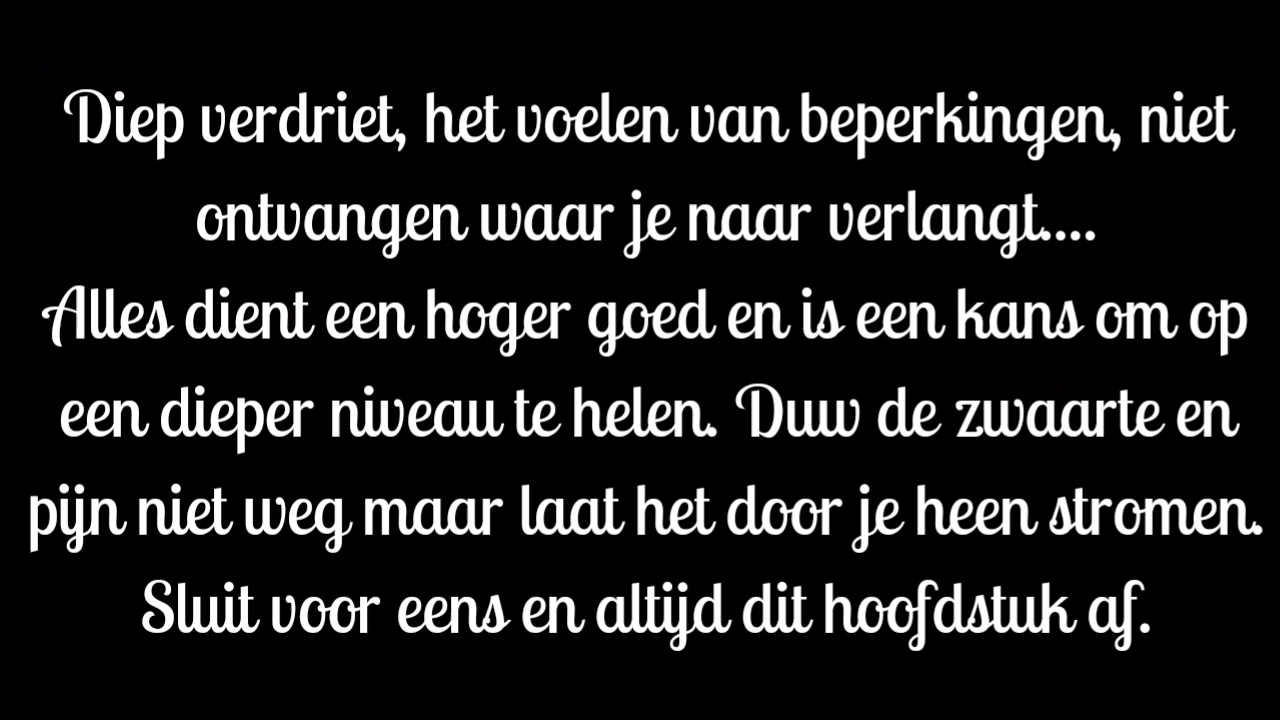 Diep verdriet, het voelen van beperkingen, niet
ontvangen waar je naar verlangt....
Alles dient een hoger goed en is een kans om op
een dieper niveau te helen. Duw de zwaarte en
pijn niet weg maar laat het door je heen stromen.
Sluit voor eens en altijd dit hoofdstuk af.